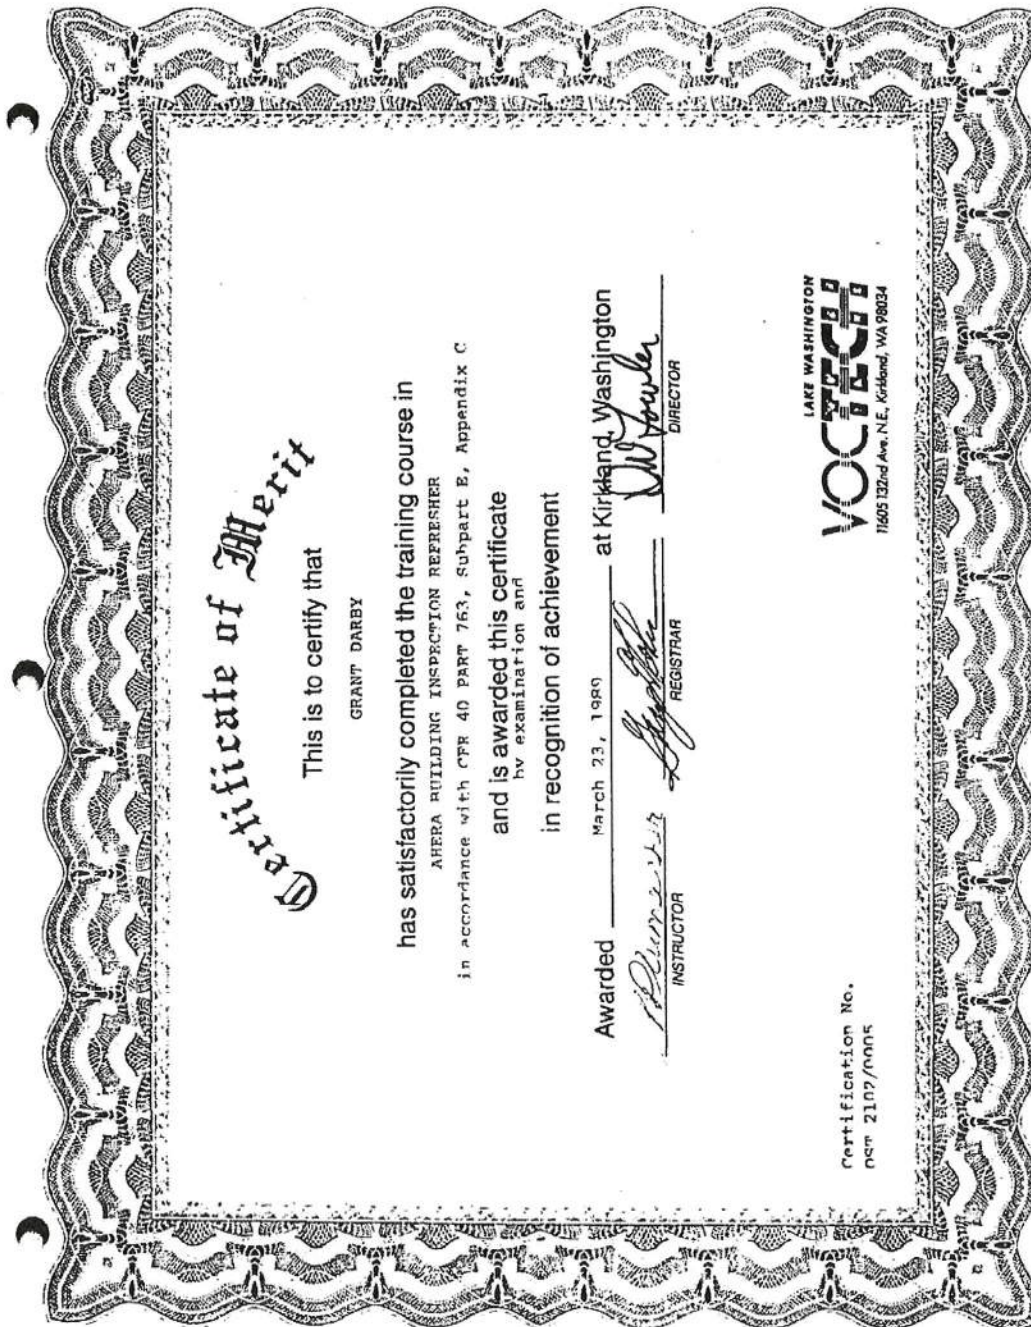 Certificate of Merit
This is to certify that
GRANT DARBY
has satisfactorily completed the training course in
AHERA BUILDING INSPECTION REFRESHER
in accordance with CFR 40 PART 763, Subpart E, Appendix C
and is awarded this certificate
by examination and
in recognition of achievement
Awarded March 23, 1989 at Kirkland, Washington
INSTRUCTOR REGISTRAR DIRECTOR
Certification No.
2102/0005
LAKE WASHINGTON
VOCTECH
11605 132nd Ave. N.E., Kirkland, WA 98034